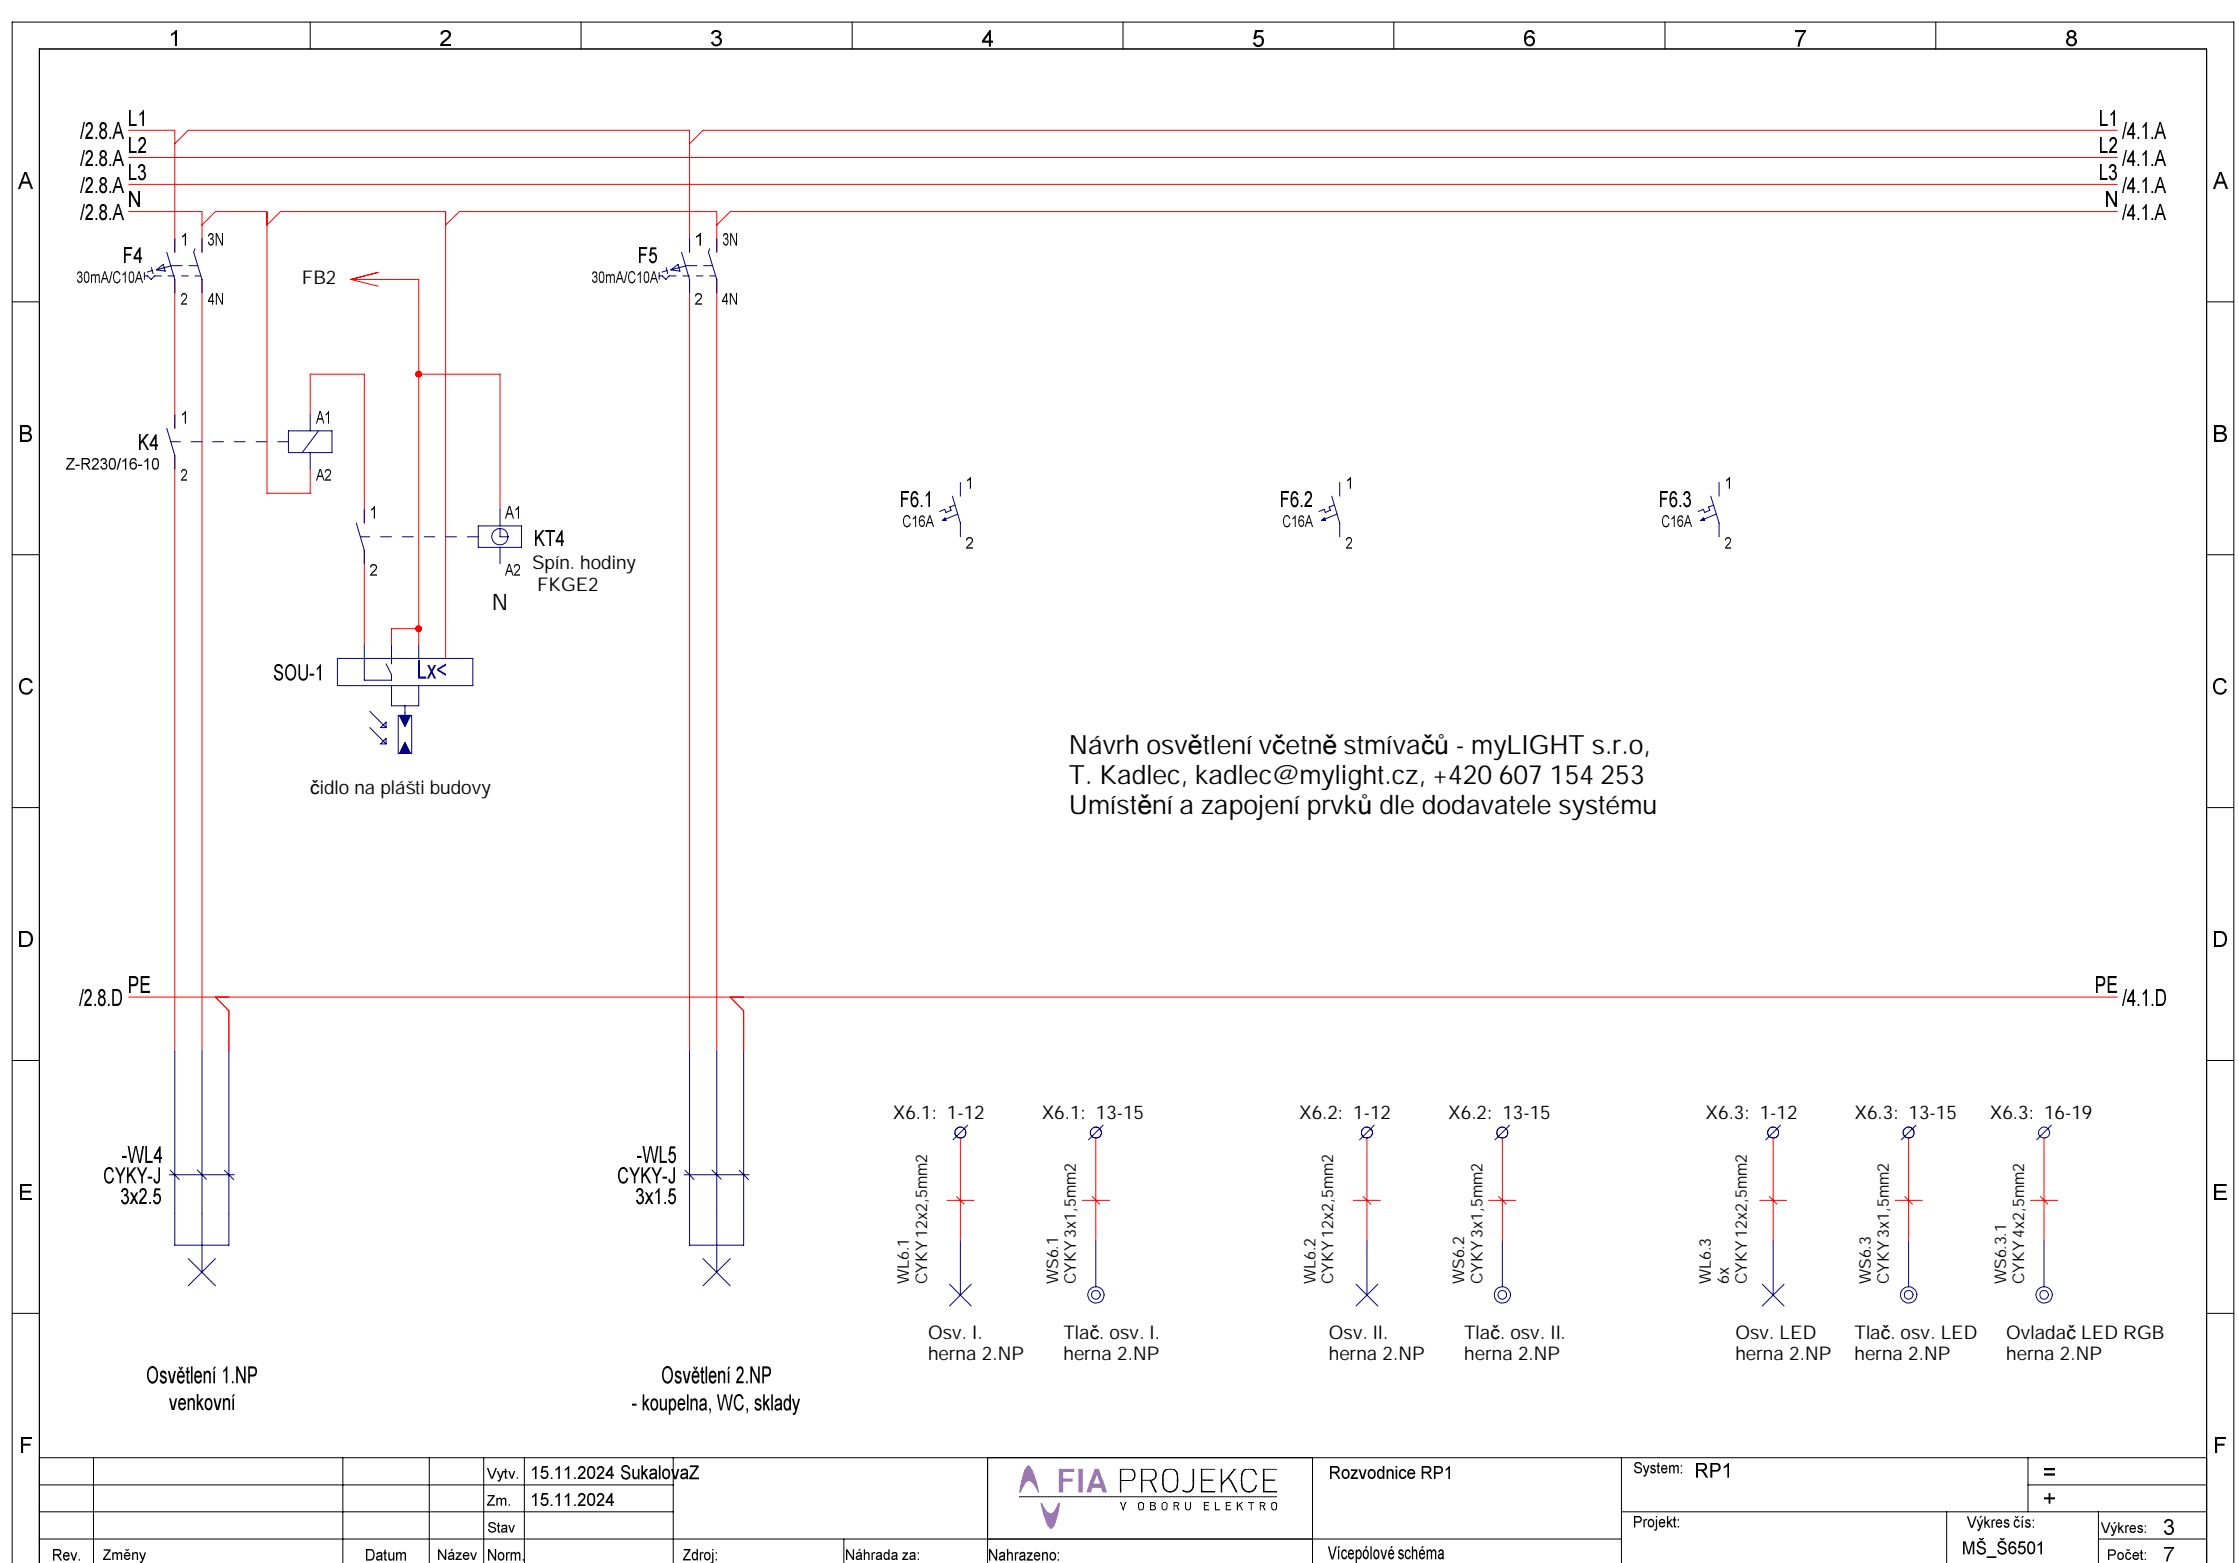 1 2 3 4 5 6 7 8
/2.8.A L1 L1 /4.1.A
/2.8.A L2 L2 /4.1.A
/2.8.A L3 L3 /4.1.A
/2.8.A N N /4.1.A
A A
F4
30mA/C10A
1 3N
2 4N
FB2
F5
30mA/C10A
1 3N
2 4N
B B
K4
Z-R230/16-10
1
2
A1
A2
1
2
A1
A2
KT4
Spín. hodiny
FKGE2
N
F6.1
C16A
1
2
F6.2
C16A
1
2
F6.3
C16A
1
2
C C
SOU-1
Lx<
čidlo na plášti budovy
Návrh osvětlení včetně stmívačů - myLIGHT s.r.o,
T. Kadlec, kadlec@mylight.cz, +420 607 154 253
Umístění a zapojení prvků dle dodavatele systému
D D
/2.8.D PE PE /4.1.D
E E
-WL4
CYKY-J
3x2.5
-WL5
CYKY-J
3x1.5
X6.1: 1-12
WL6.1
CYKY 12x2,5mm2
Osv. I.
herna 2.NP
X6.1: 13-15
WS6.1
CYKY 3x1,5mm2
Tlač. osv. I.
herna 2.NP
X6.2: 1-12
WL6.2
CYKY 12x2,5mm2
Osv. II.
herna 2.NP
X6.2: 13-15
WS6.2
CYKY 3x1,5mm2
Tlač. osv. II.
herna 2.NP
X6.3: 1-12
WL6.3
6x
CYKY 12x2,5mm2
Osv. LED
herna 2.NP
X6.3: 13-15
WS6.3
CYKY 3x1,5mm2
Tlač. osv. LED
herna 2.NP
X6.3: 16-19
WS6.3.1
CYKY 4x2,5mm2
Ovladač LED RGB
herna 2.NP
Osvětlení 1.NP
venkovní
Osvětlení 2.NP
- koupelna, WC, sklady
F F
Vytv. 15.11.2024 SukalovaZ
Zm. 15.11.2024
Stav
Rev. Změny Datum Název Norm.
Zdroj: Náhrada za: Nahrazeno:
FIA PROJEKCE
V OBORU ELEKTRO
Rozvodnice RP1
Vícepólové schéma
System: RP1
=
+
Projekt:
Výkres čís:
MŠ_Š6501
Výkres: 3
Počet: 7